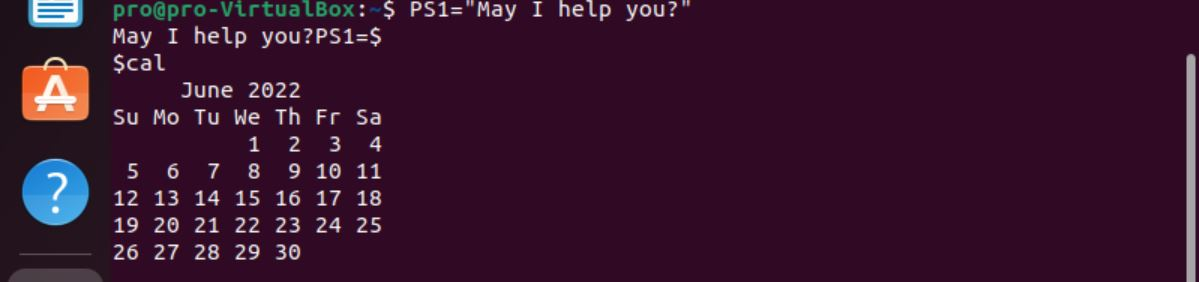 pro@pro-VirtualBox:~$ PS1="May I help you?"
May I help you?PS1=$
$cal
     June 2022
Su Mo Tu We Th Fr Sa
          1  2  3  4
 5  6  7  8  9 10 11
12 13 14 15 16 17 18
19 20 21 22 23 24 25
26 27 28 29 30